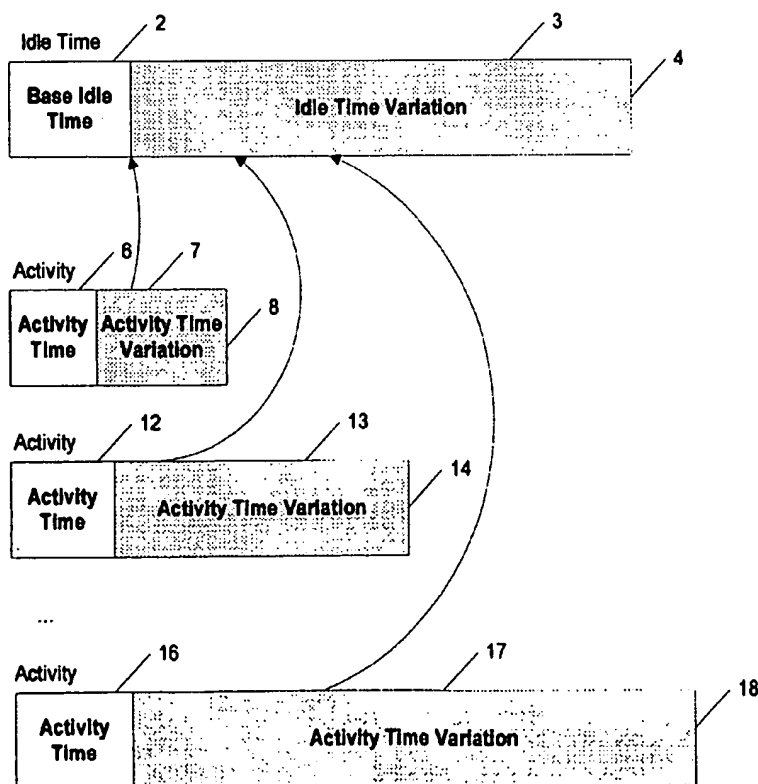 2
3
4
Idle Time
Base Idle
Time
Idle Time Variation
6
7
8
Activity
Activity
Time
Activity Time
Variation
12
13
14
Activity
Activity
Time
Activity Time Variation
...
16
17
18
Activity
Activity
Time
Activity Time Variation